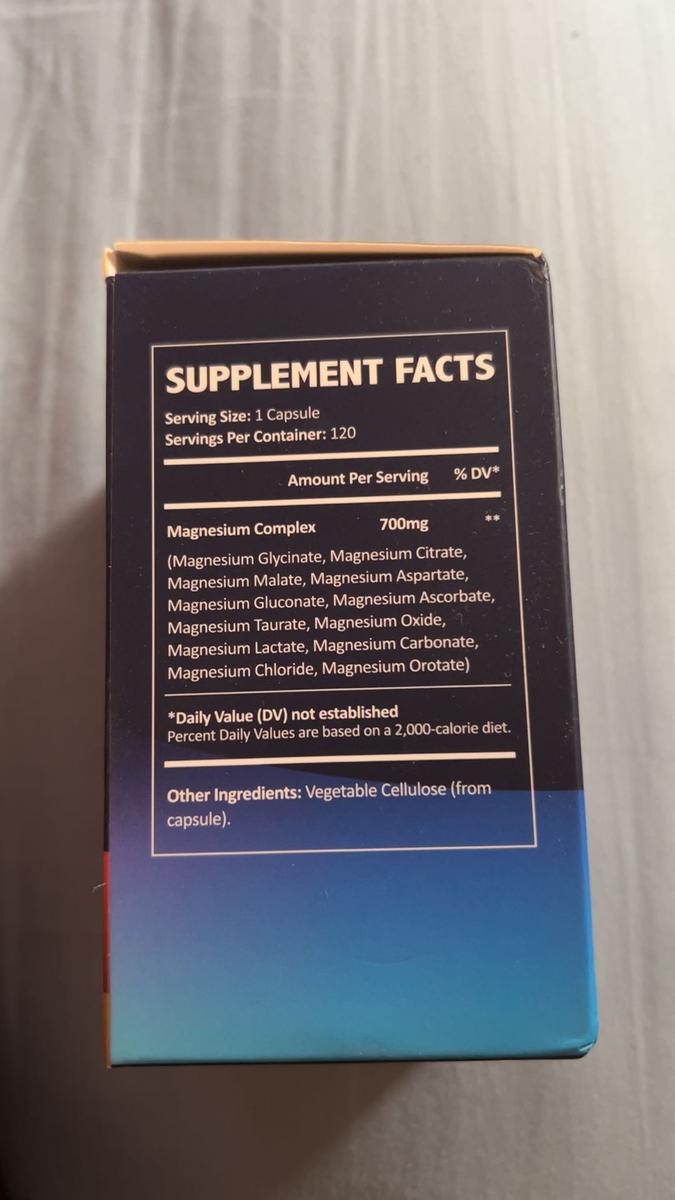 SUPPLEMENT FACTS
Serving Size: 1 Capsule
Servings Per Container: 120
Amount Per Serving % DV*
Magnesium Complex 700mg **
(Magnesium Glycinate, Magnesium Citrate,
Magnesium Malate, Magnesium Aspartate,
Magnesium Gluconate, Magnesium Ascorbate,
Magnesium Taurate, Magnesium Oxide,
Magnesium Lactate, Magnesium Carbonate,
Magnesium Chloride, Magnesium Orotate)
*Daily Value (DV) not established
Percent Daily Values are based on a 2,000-calorie diet.
Other Ingredients: Vegetable Cellulose (from
capsule).